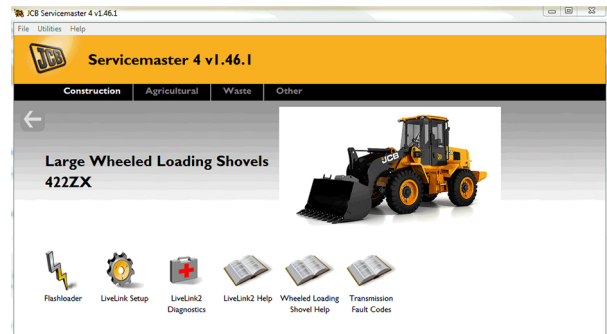 JCB Servicemaster 4 v1.46.1
File Utilities Help
JCB
Servicemaster 4 v1.46.1
Construction Agricultural Waste Other
Large Wheeled Loading Shovels
422ZX
JCB
Flashloader LiveLink Setup LiveLink2 LiveLink2 Help Wheeled Loading Transmission
Diagnostics Shovel Help Fault Codes